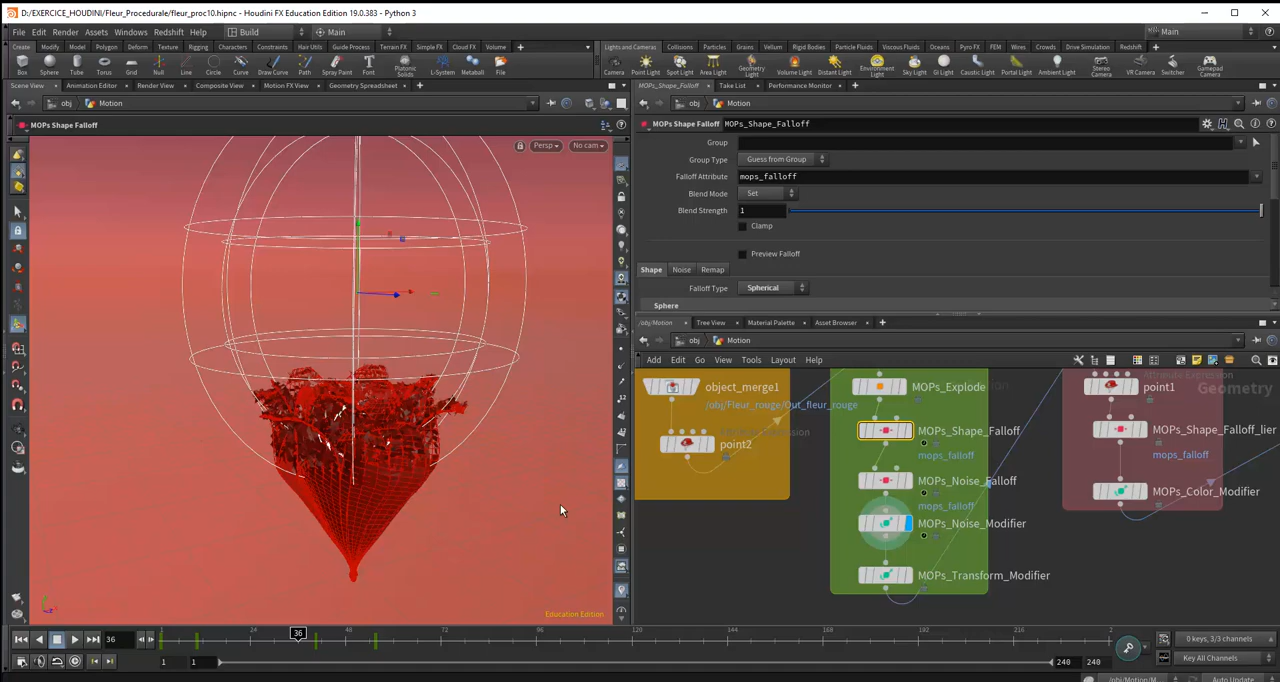 D:/EXERCICE_HOUDINI/Fleur_Procedurale/fleur_proc10.hipnc - Houdini FX Education Edition 19.0.383 - Python 3
File Edit Render Assets Windows Redshift Help Build Main Main
Create Modify Model Polygon Deform Texture Rigging Characters Constraints Hair Utils Guide Process Terrain FX Simple FX Cloud FX Volume
Lights and Cameras Collisions Particles Grains Vellum Rigid Bodies Particle Fluids Viscous Fluids Oceans Pyro FX FEM Wires Crowds Drive Simulation Redshift
Box Sphere Tube Torus Grid Null Line Circle Curve Draw Curve Path Spray Paint Font Platonic Solids L-System Metaball File
Camera Point Light Spot Light Area Light Geometry Light Volume Light Distant Light Environment Light Sky Light GI Light Caustic Light Portal Light Ambient Light Stereo Camera VR Camera Switcher Gamepad Camera
Scene View Animation Editor Render View Composite View Motion FX View Geometry Spreadsheet
MOPs_Shape_Falloff Take List Performance Monitor
obj Motion
obj Motion
MOPs Shape Falloff
MOPs Shape Falloff MOPs_Shape_Falloff
Persp No cam
Group
Group Type Guess from Group
Falloff Attribute mops_falloff
Blend Mode Set
Blend Strength 1
Clamp
Preview Falloff
Shape Noise Remap
Falloff Type Spherical
Sphere
/obj/Motion Tree View Material Palette Asset Browser
obj Motion
Add Edit Go View Tools Layout Help
object_merge1
/obj/Fleur_rouge/Out_fleur_rouge
point2
MOPs_Explode
MOPs_Shape_Falloff
mops_falloff
MOPs_Noise_Falloff
mops_falloff
MOPs_Noise_Modifier
MOPs_Transform_Modifier
Geometry
point1
MOPs_Shape_Falloff_lier
mops_falloff
MOPs_Color_Modifier
Education Edition
36 24 36 48 72 96 120 144 168 192 216 2
1 1 240 240
0 keys, 3/3 channels
Key All Channels
/obj/Motion/M... Auto Update